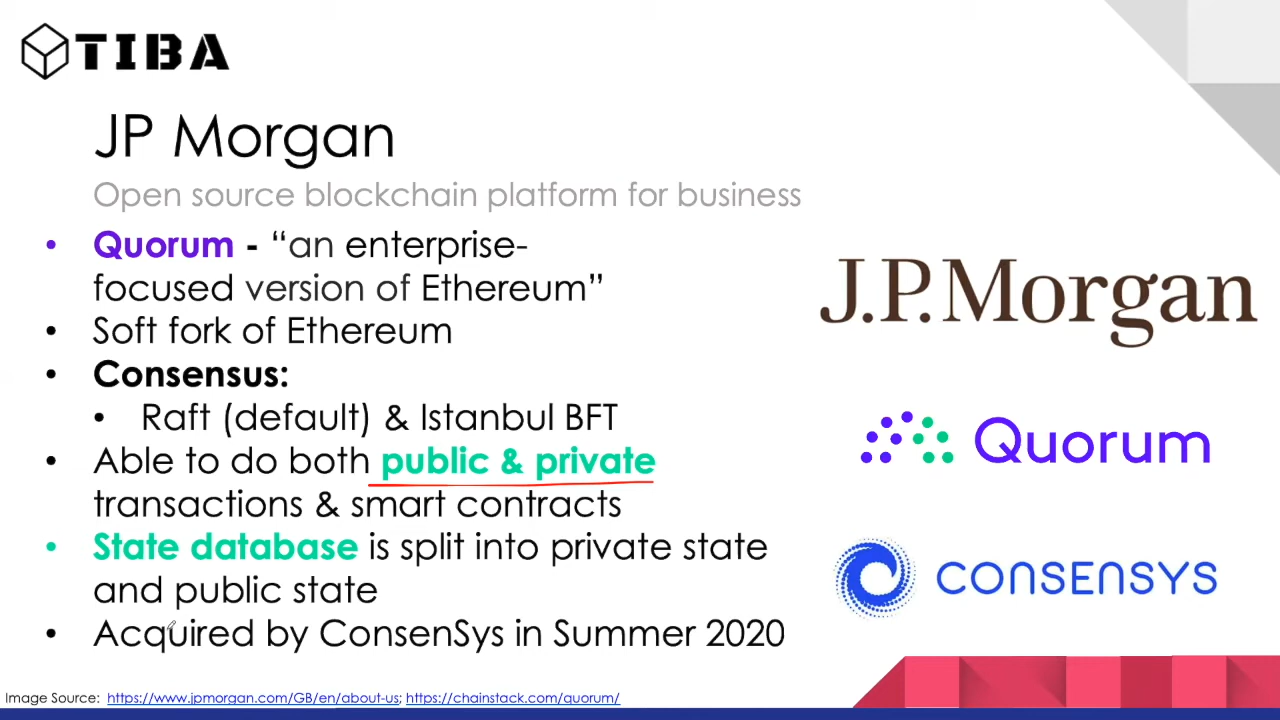 TIBA
JP Morgan
Open source blockchain platform for business
• Quorum - “an enterprise-
focused version of Ethereum”
• Soft fork of Ethereum
• Consensus:
• Raft (default) & Istanbul BFT
• Able to do both public & private
transactions & smart contracts
• State database is split into private state
and public state
• Acquired by ConsenSys in Summer 2020
J.P.Morgan
Quorum
CONSENSYS
Image Source: https://www.jpmorgan.com/GB/en/about-us; https://chainstack.com/quorum/